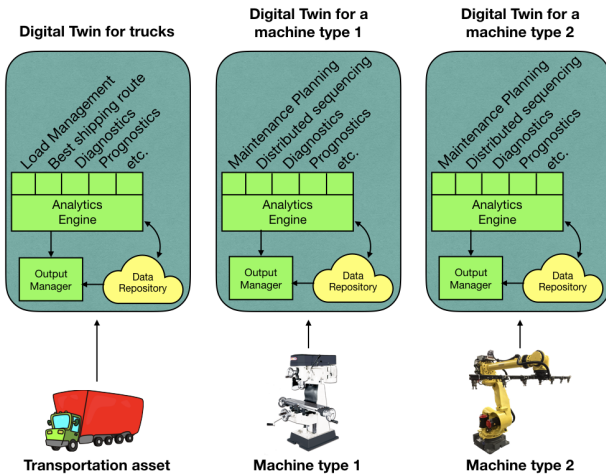 Digital Twin for trucks
Load Management
Best shipping route
Diagnostics
Prognostics
etc.
Analytics
Engine
Output
Manager
Data
Repository
Transportation asset
Digital Twin for a
machine type 1
Maintenance Planning
Distributed sequencing
Diagnostics
Prognostics
etc.
Analytics
Engine
Output
Manager
Data
Repository
Machine type 1
Digital Twin for a
machine type 2
Maintenance Planning
Distributed sequencing
Diagnostics
Prognostics
etc.
Analytics
Engine
Output
Manager
Data
Repository
Machine type 2